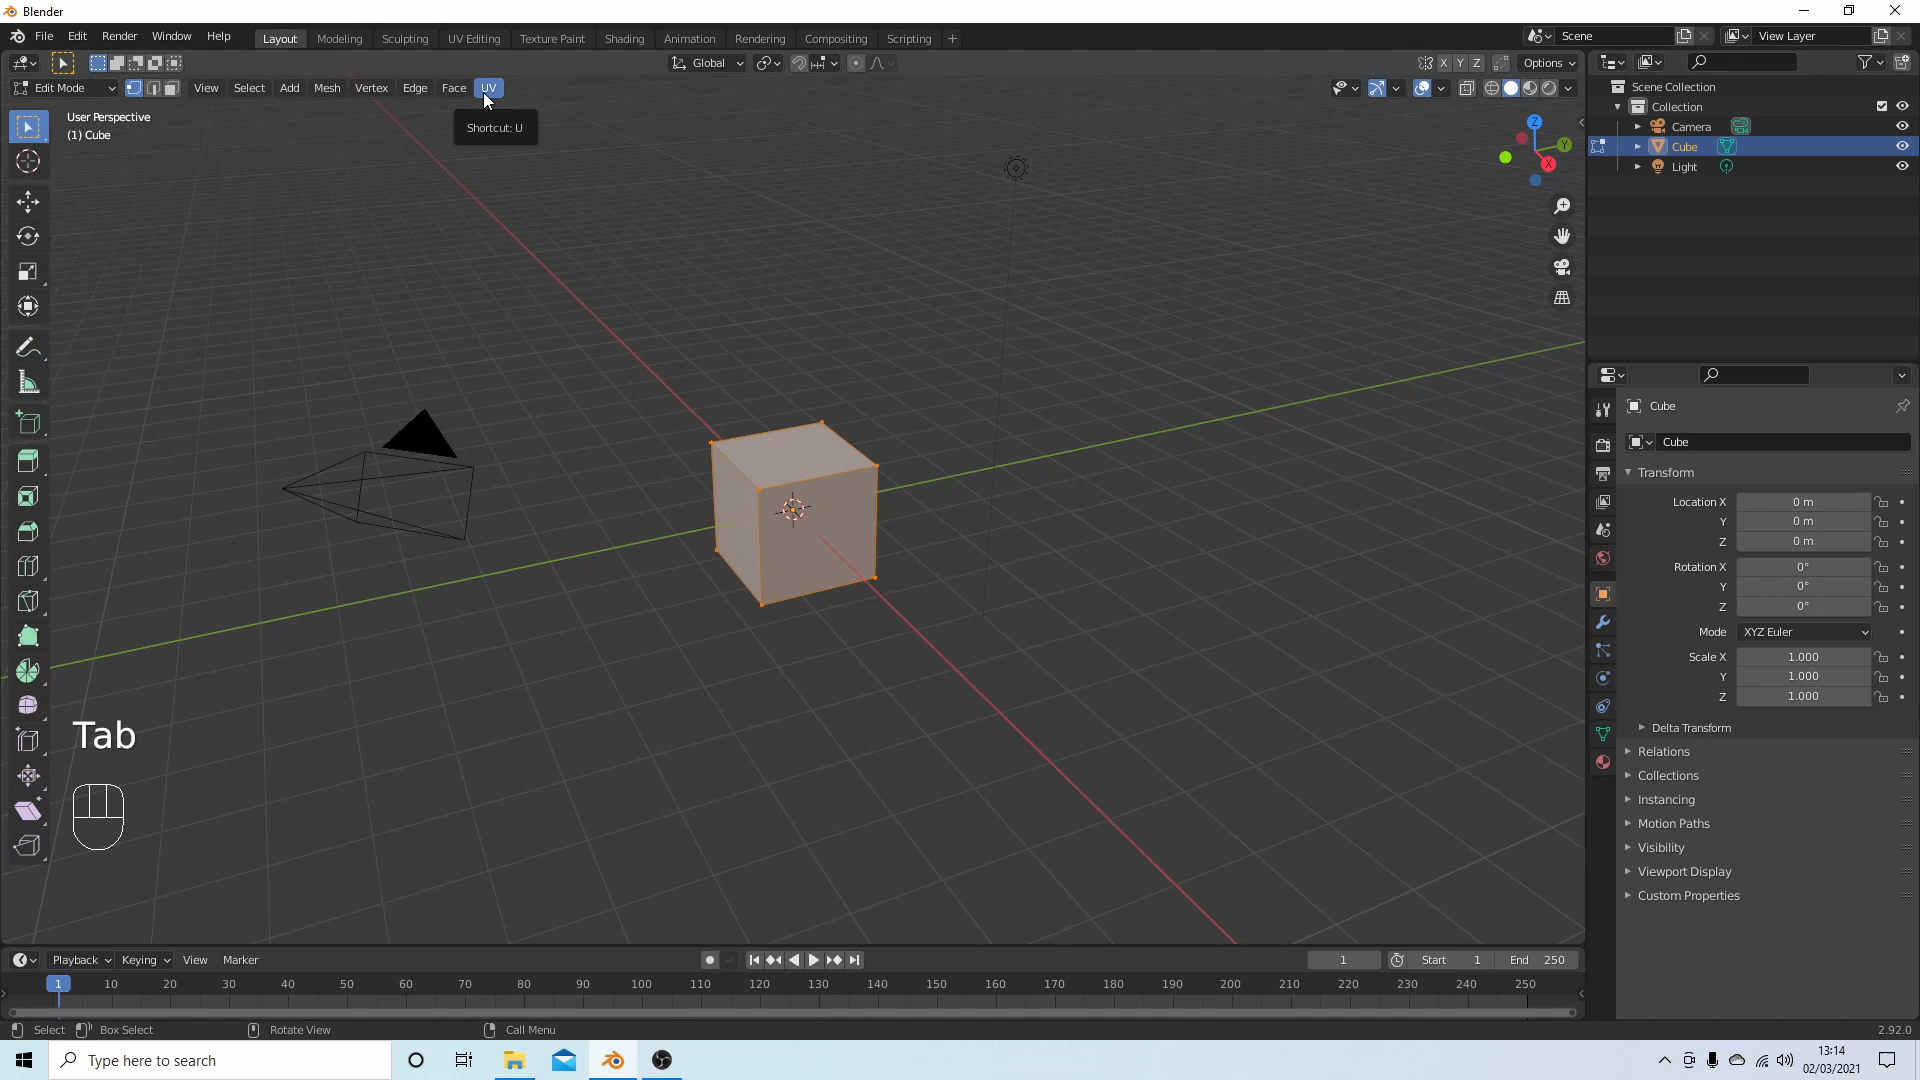 Blender
File Edit Render Window Help Layout Modeling Sculpting UV Editing Texture Paint Shading Animation Rendering Compositing Scripting + Scene View Layer
Global X Y Z Options
Edit Mode View Select Add Mesh Vertex Edge Face UV
Shortcut: U
User Perspective
(1) Cube
Z
Y
X
Scene Collection
Collection
Camera
Cube
Light
Cube
Cube
Transform
Location X 0 m
Y 0 m
Z 0 m
Rotation X 0°
Y 0°
Z 0°
Mode XYZ Euler
Scale X 1.000
Y 1.000
Z 1.000
Delta Transform
Relations
Collections
Instancing
Motion Paths
Visibility
Viewport Display
Custom Properties
Tab
Playback Keying View Marker 1 Start 1 End 250
1 10 20 30 40 50 60 70 80 90 100 110 120 130 140 150 160 170 180 190 200 210 220 230 240 250
Select Box Select Rotate View Call Menu 2.92.0
Type here to search
13:14
02/03/2021